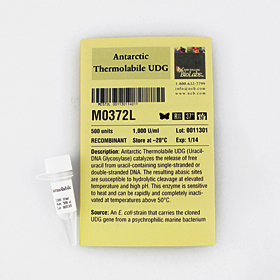 Antarctic
Thermolabile UDG
BioLabs
1-800-632-7799
info@neb.com
www.neb.com
M0372L
37°
500 units
1,000 U/ml
Lot: 0011301
RECOMBINANT
Store at –20°C
Exp: 1/14
Description: Antarctic Thermolabile UDG (Uracil-
DNA Glycosylase) catalyzes the release of free
uracil from uracil-containing single-stranded or
double-stranded DNA. The resulting abasic sites
are susceptible to hydrolytic cleavage at elevated
temperature and high pH. This enzyme is sensitive
to heat and can be rapidly and completely inacti-
vated at temperatures above 50°C.
Source: An E. coli strain that carries the cloned
UDG gene from a psychrophilic marine bacterium